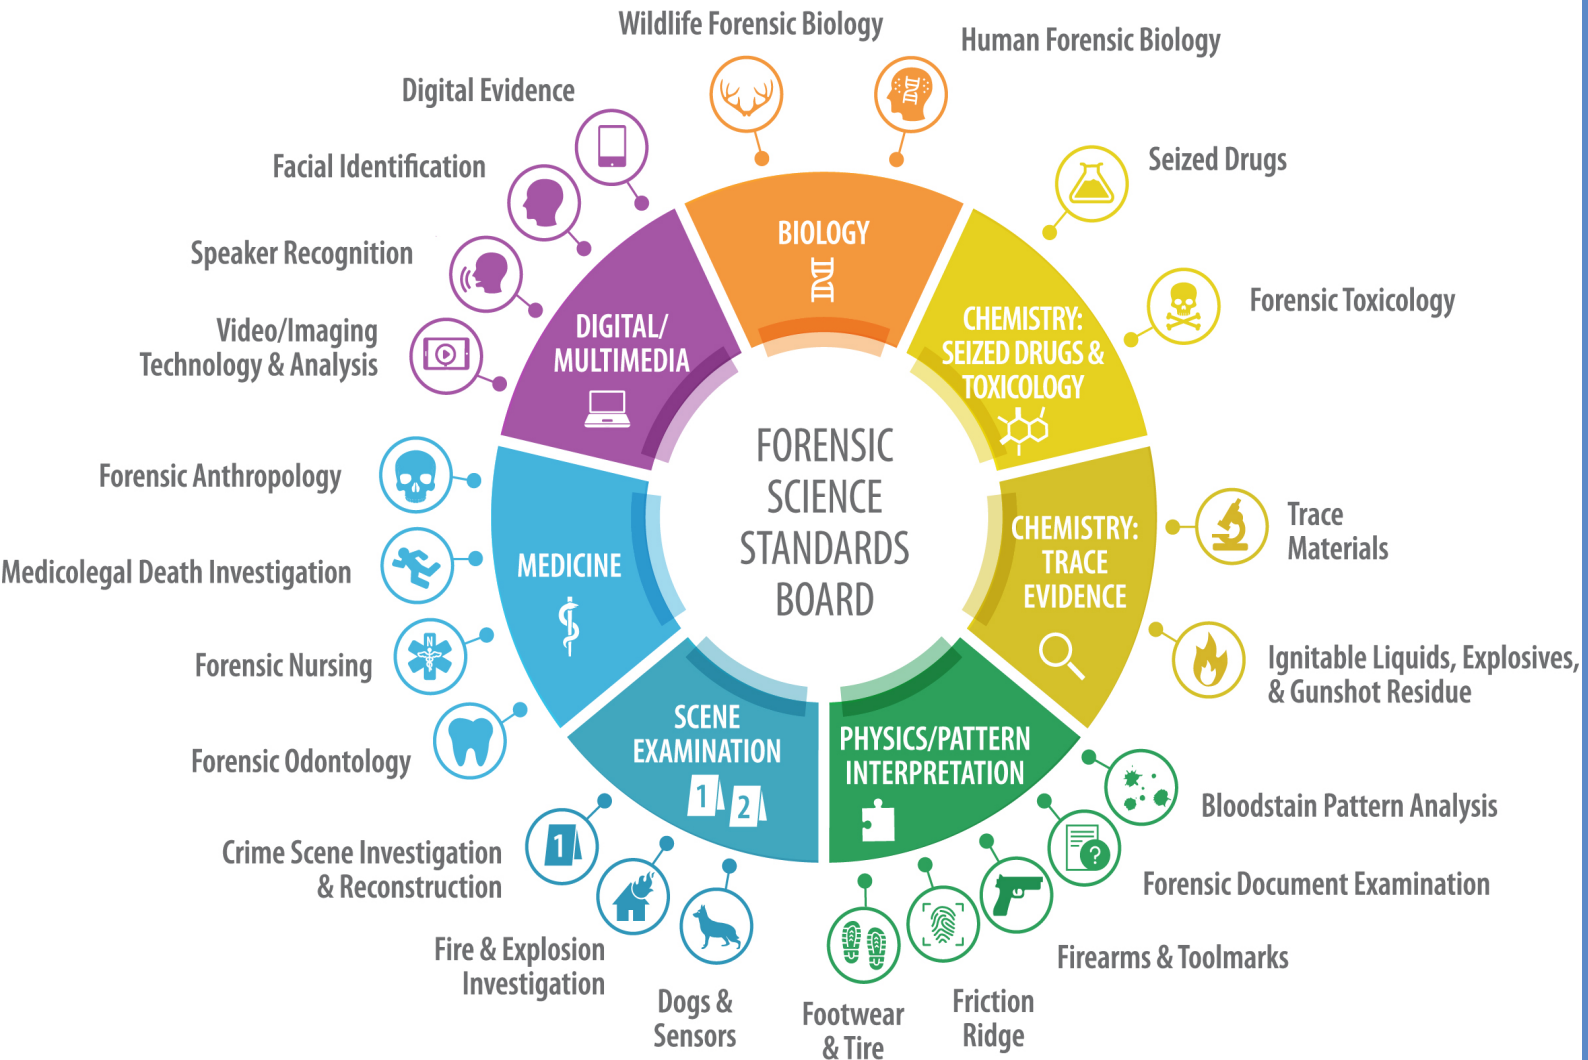 Wildlife Forensic Biology
Human Forensic Biology
Digital Evidence
Facial Identification
Speaker Recognition
Video/Imaging
Technology & Analysis
Forensic Anthropology
Medicolegal Death Investigation
Forensic Nursing
Forensic Odontology
Crime Scene Investigation
& Reconstruction
Fire & Explosion
Investigation
Dogs &
Sensors
Footwear
& Tire
Friction
Ridge
Firearms & Toolmarks
Forensic Document Examination
Bloodstain Pattern Analysis
Ignitable Liquids, Explosives,
& Gunshot Residue
Trace
Materials
Forensic Toxicology
Seized Drugs
BIOLOGY
CHEMISTRY:
SEIZED DRUGS &
TOXICOLOGY
CHEMISTRY:
TRACE
EVIDENCE
PHYSICS/PATTERN
INTERPRETATION
SCENE
EXAMINATION
1
2
MEDICINE
DIGITAL/
MULTIMEDIA
FORENSIC
SCIENCE
STANDARDS
BOARD
N
1
?